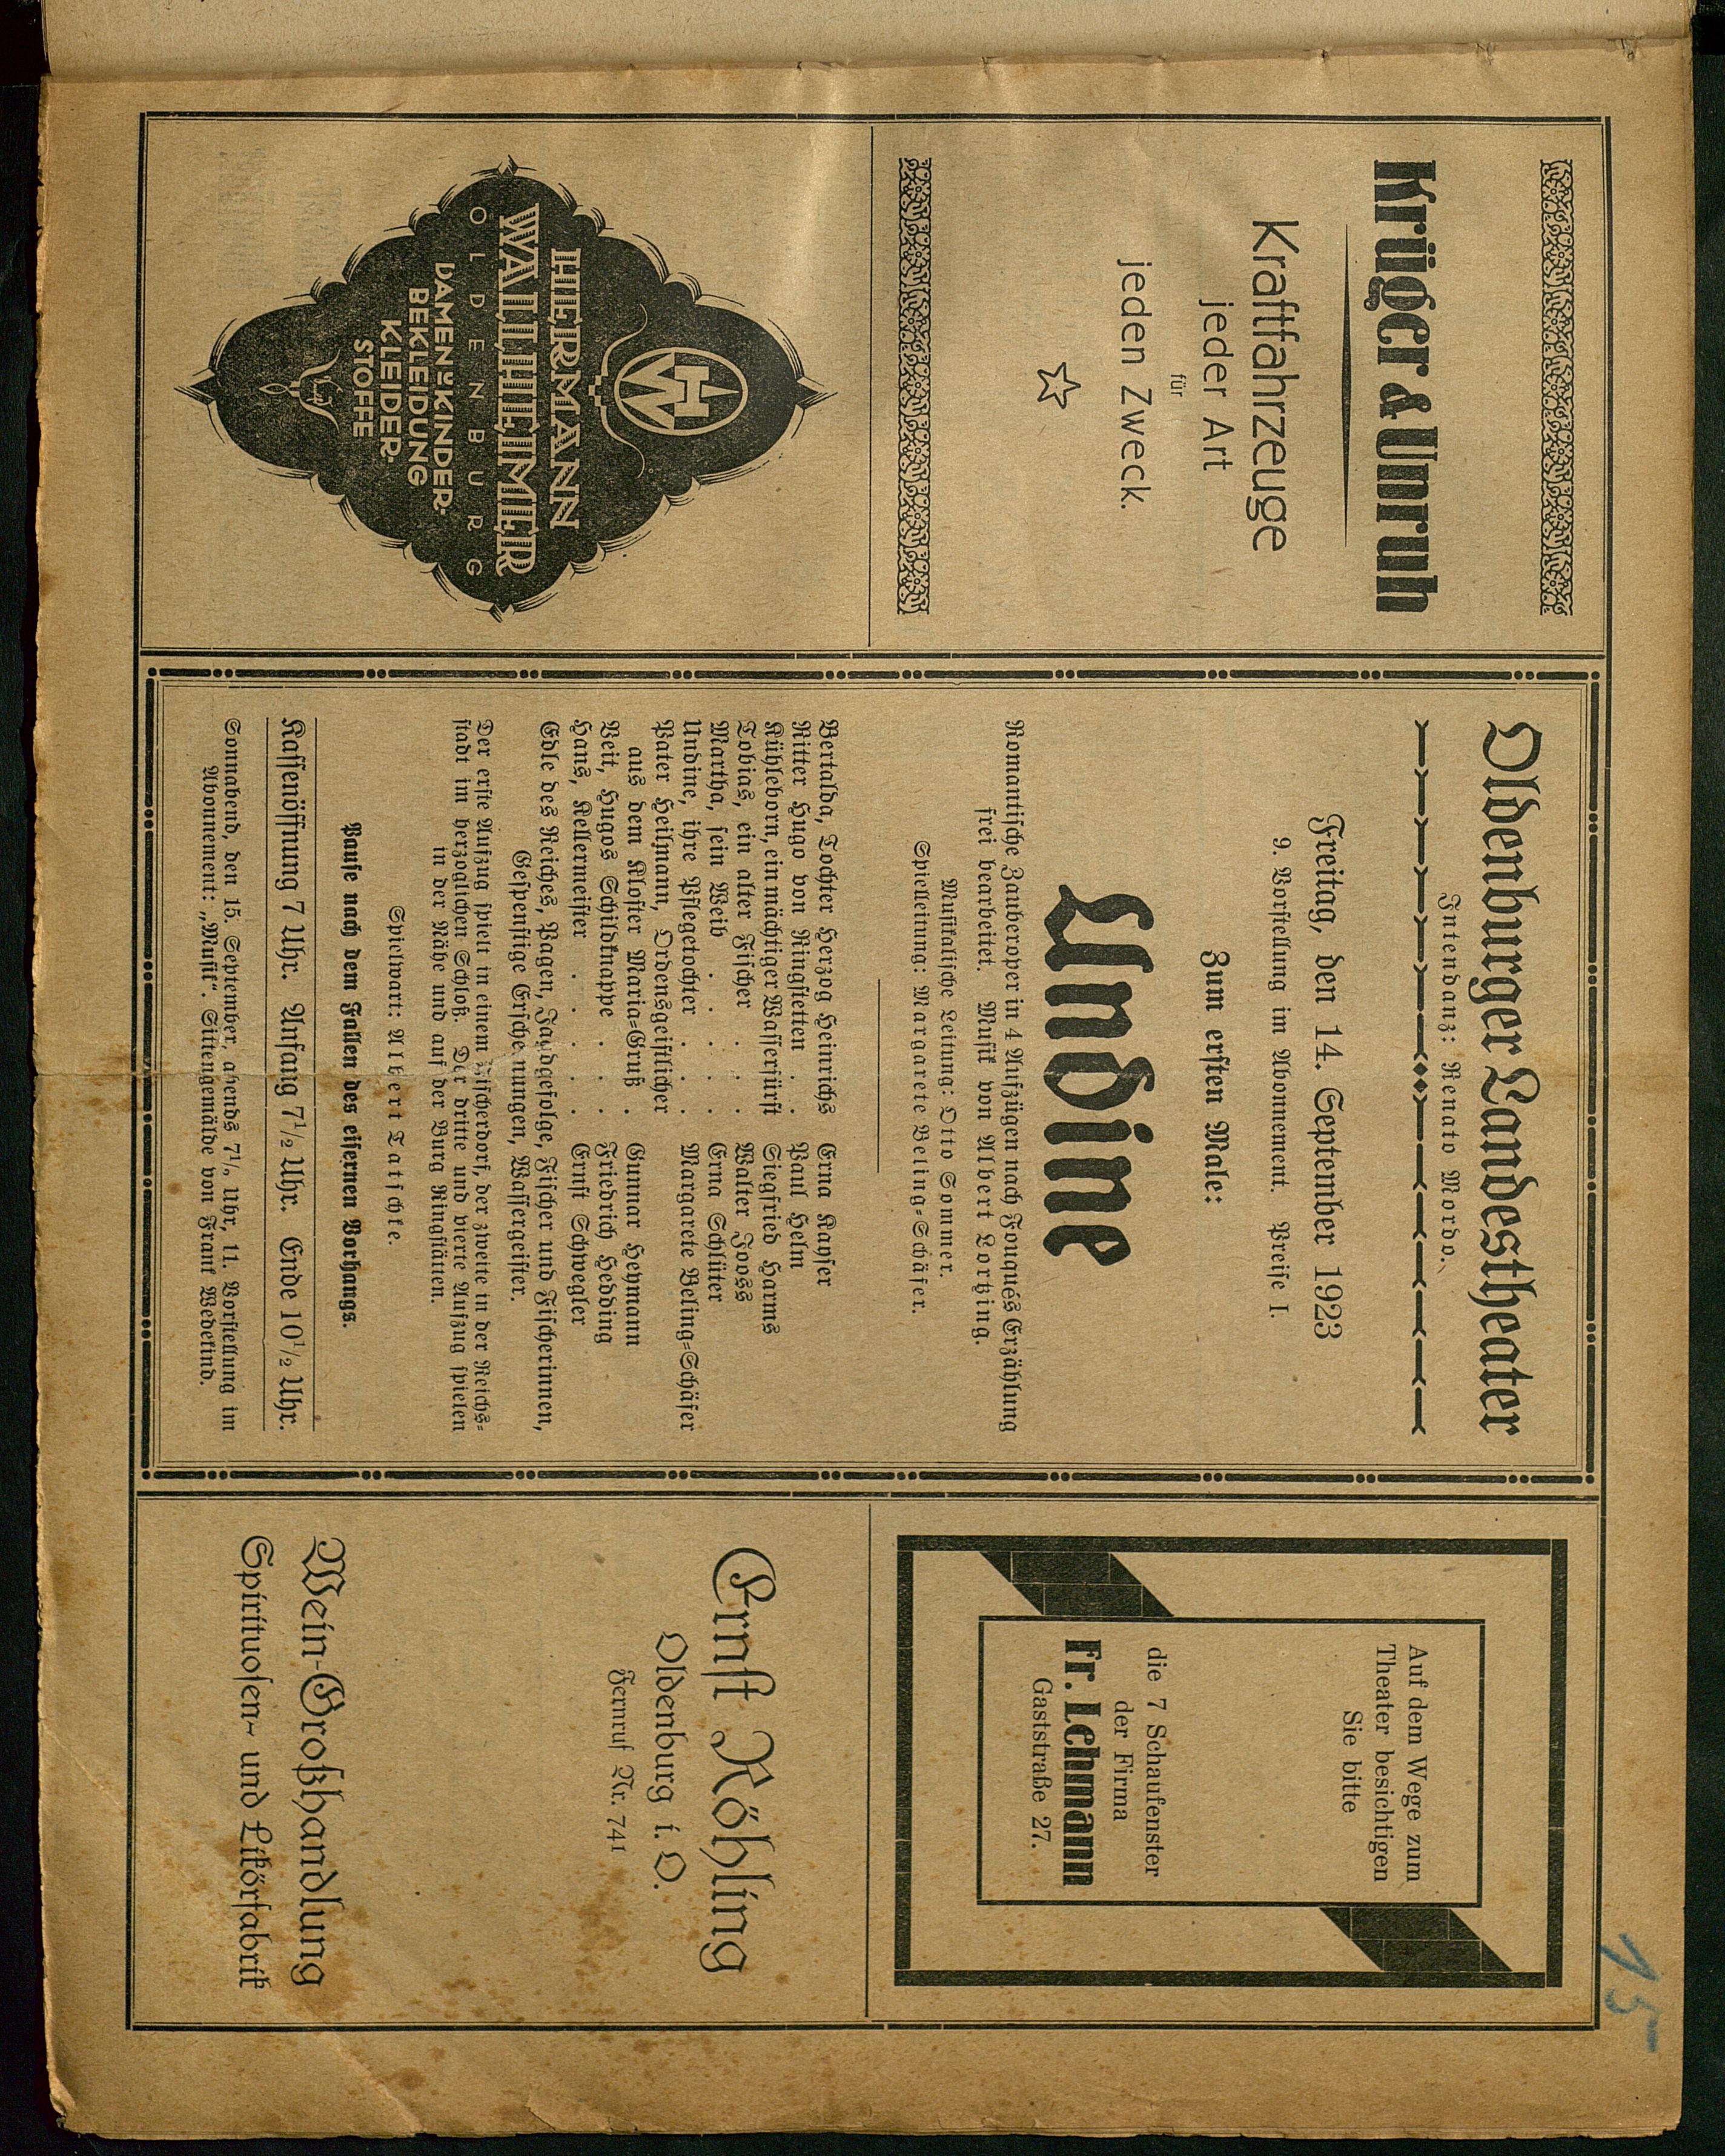 15
Krüger & Unruh
Kraftfahrzeuge
jeder Art
für
jeden Zweck.
HW
HERMANN
WALLHEIMER
OLDENBURG
DAMEN U. KINDER-
BEKLEIDUNG
KLEIDER-
STOFFE
Oldenburger Landestheater
Intendanz: Renato Mordo.
Freitag, den 14. September 1923
9. Vorstellung im Abonnement. Preise I.
Zum ersten Male:
Undine
Romantische Zauberoper in 4 Aufzügen nach Fouqués Erzählung
frei bearbeitet. Musik von Albert Lortzing.
Musikalische Leitung: Otto Sommer.
Spielleitung: Margarete Beling-Schäfer.
Bertalda, Tochter Herzog Heinrichs Erna Kayser
Ritter Hugo von Ringstetten . . Paul Helm
Kühleborn, ein mächtiger Wasserfürst Siegfried Harms
Tobias, ein alter Fischer . . . Walter Jooss
Martha, sein Weib . . . . . Erna Schlüter
Undine, ihre Pflegetochter . . . Margarete Beling-Schäfer
Pater Heilmann, Ordensgeistlicher
aus dem Kloster Maria-Gruß . Gunnar Heymann
Veit, Hugos Schildknappe . . . Friedrich Hedding
Hans, Kellermeister . . . . . Ernst Schwegler
Edle des Reiches, Pagen, Jagdgefolge, Fischer und Fischerinnen,
Gespenstige Erscheinungen, Wassergeister.
Der erste Aufzug spielt in einem Fischerdorf, der zweite in der Reichs-
stadt im herzoglichen Schloß. Der dritte und vierte Aufzug spielen
in der Nähe und auf der Burg Ringstätten.
Spielwart: Albert Tatschke.
Pause nach dem Fallen des eisernen Vorhangs.
Kassenöffnung 7 Uhr. Anfang 7 1/2 Uhr. Ende 10 1/2 Uhr.
Sonnabend, den 15. September, abends 7 1/2 Uhr, 11. Vorstellung im
Abonnement: „Musik“. Sittengemälde von Frank Wedekind.
Auf dem Wege zum
Theater besichtigen
Sie bitte
die 7 Schaufenster
der Firma
Fr. Lehmann
Gaststraße 27.
Ernst Röhling
Oldenburg i. O.
Fernruf Nr. 741
Wein-Großhandlung
Spirituosen- und Likörfabrik